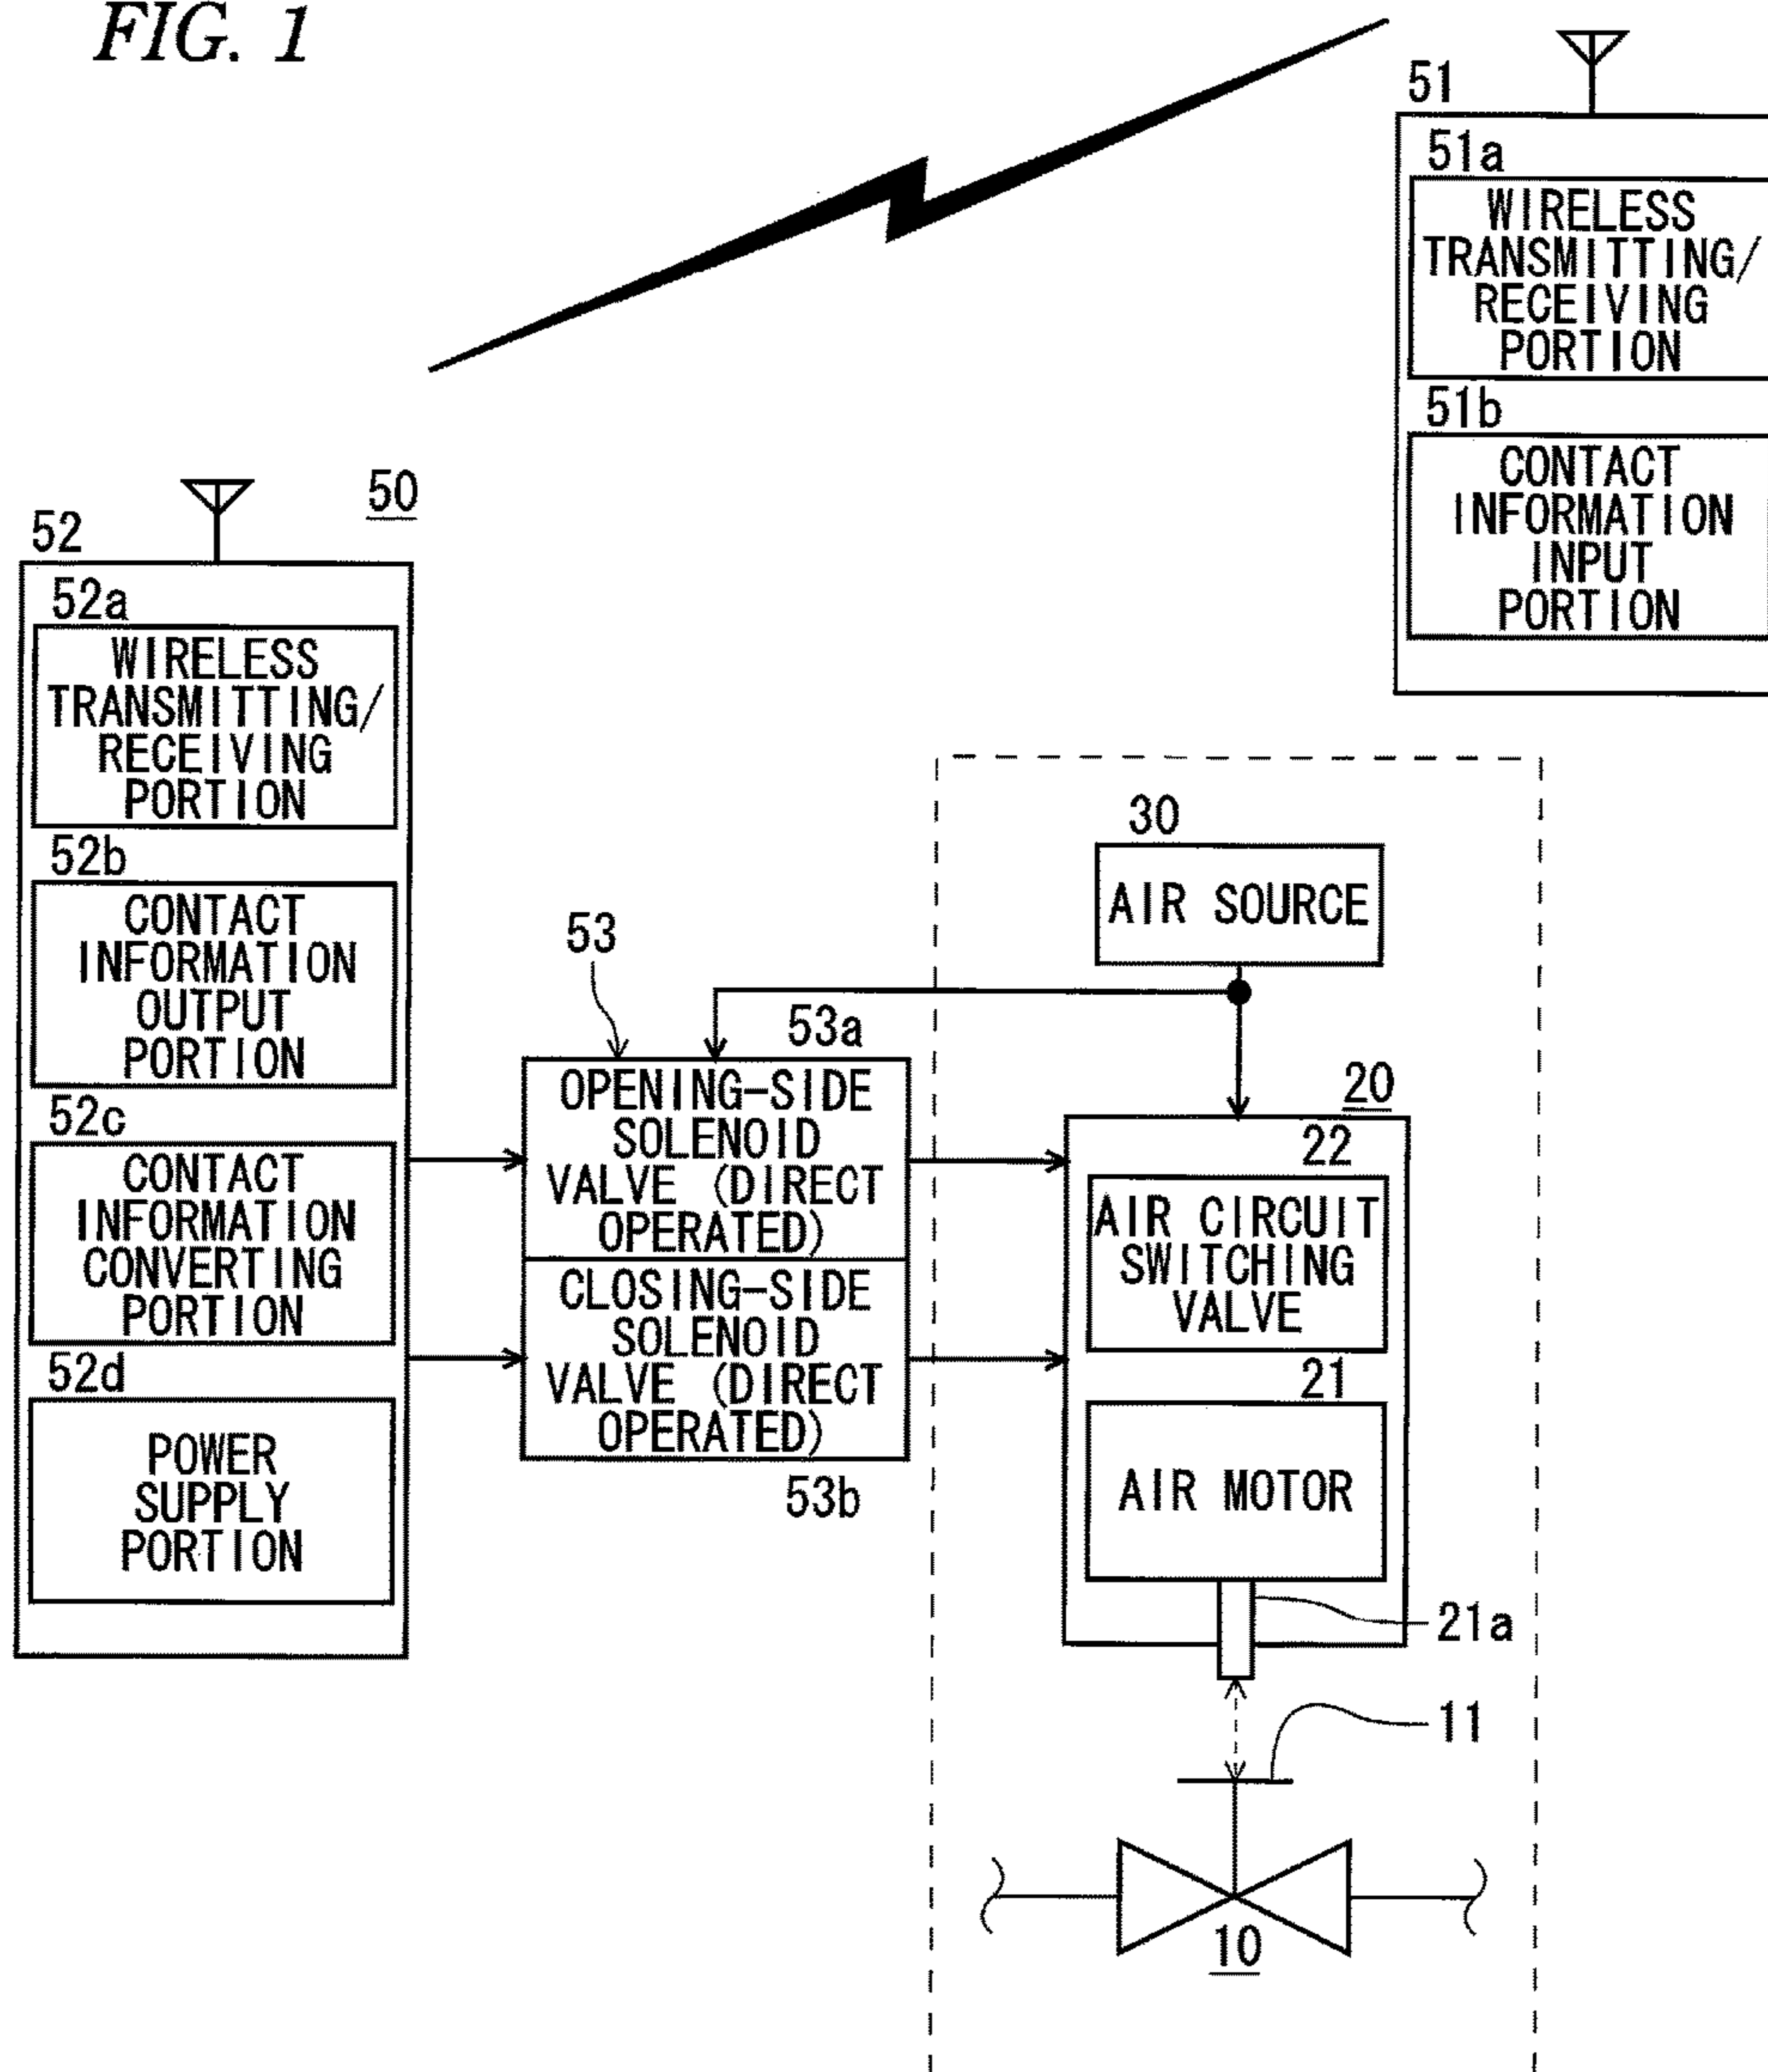 FIG. 1
51
51a
WIRELESS
TRANSMITTING/
RECEIVING
PORTION
51b
CONTACT
INFORMATION
INPUT
PORTION
50
52
52a
WIRELESS
TRANSMITTING/
RECEIVING
PORTION
52b
CONTACT
INFORMATION
OUTPUT
PORTION
52c
CONTACT
INFORMATION
CONVERTING
PORTION
52d
POWER
SUPPLY
PORTION
53
53a
OPENING-SIDE
SOLENOID
VALVE (DIRECT
OPERATED)
CLOSING-SIDE
SOLENOID
VALVE (DIRECT
OPERATED)
53b
30
AIR SOURCE
20
22
AIR CIRCUIT
SWITCHING
VALVE
21
AIR MOTOR
21a
11
10